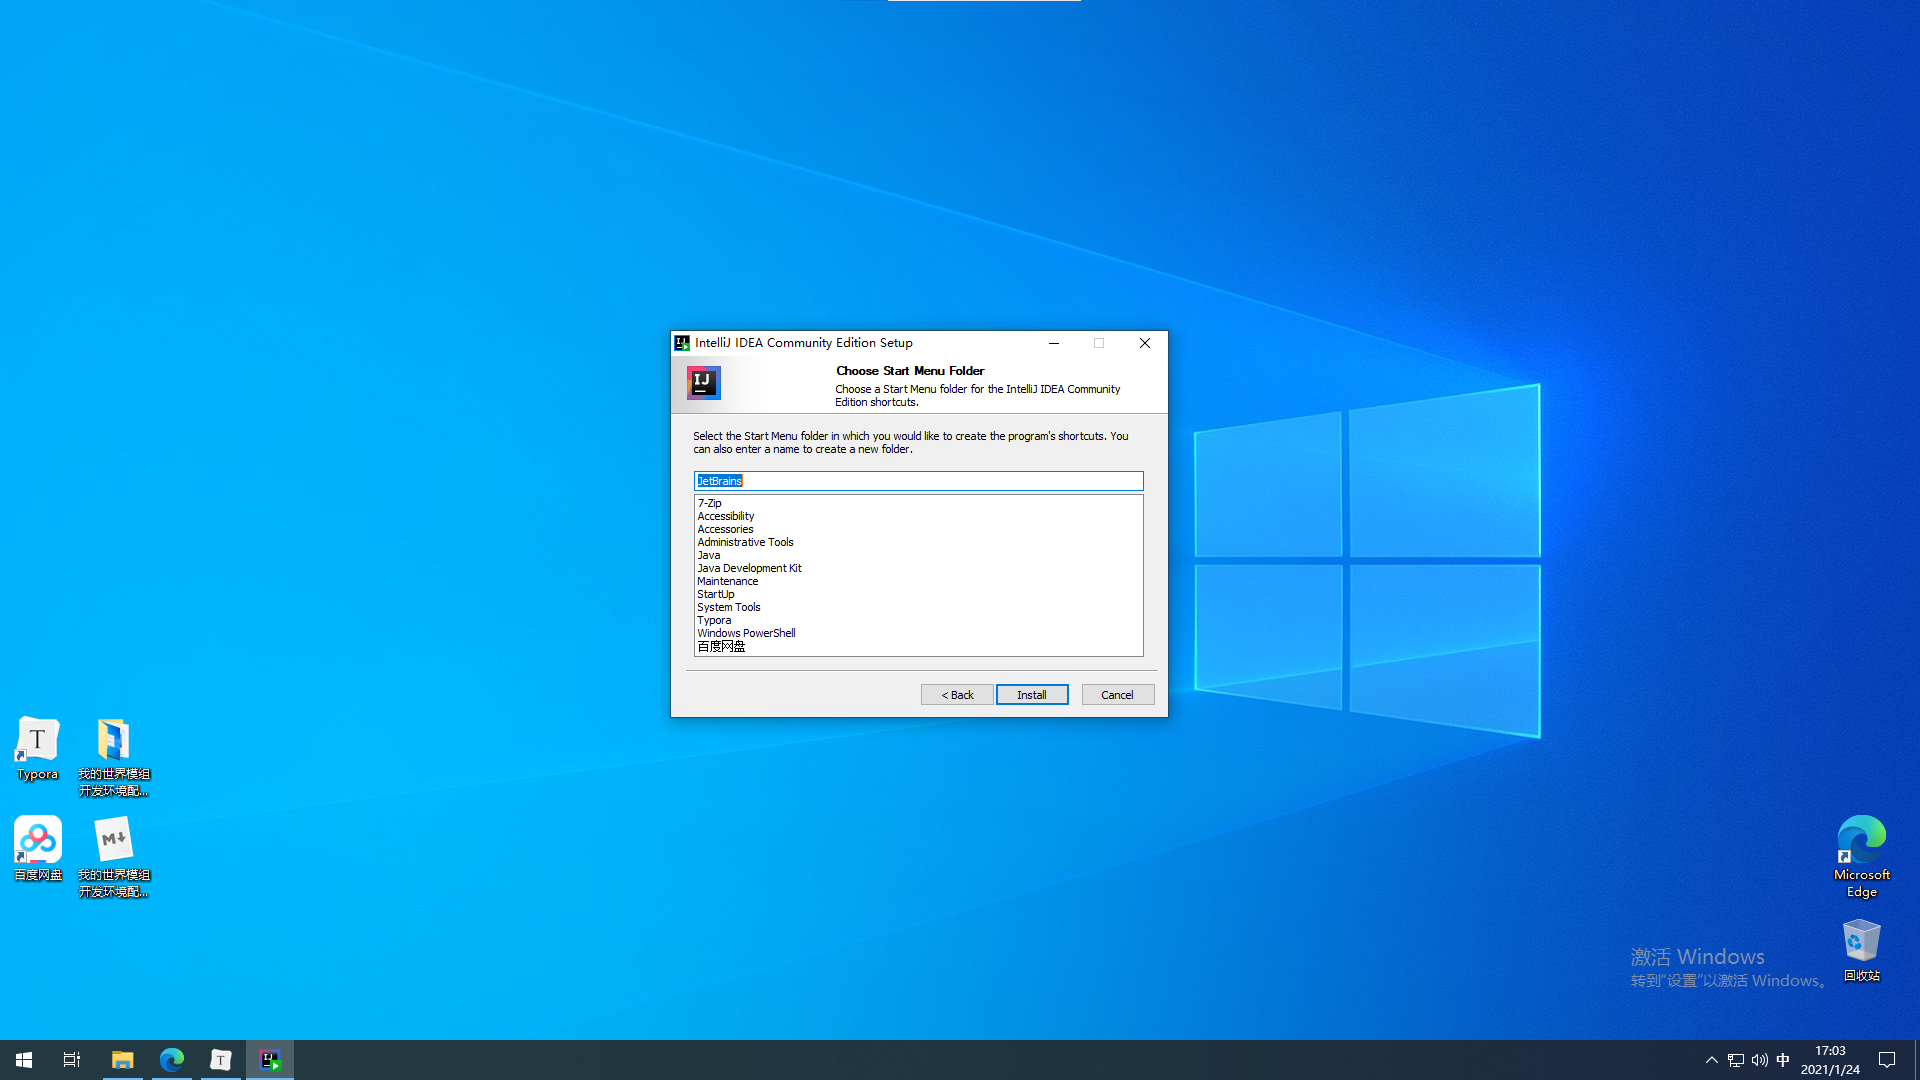 IntelliJ IDEA Community Edition Setup
IJ
Choose Start Menu Folder
Choose a Start Menu folder for the IntelliJ IDEA Community
Edition shortcuts.
Select the Start Menu folder in which you would like to create the program's shortcuts. You
can also enter a name to create a new folder.
JetBrains
7-Zip
Accessibility
Accessories
Administrative Tools
Java
Java Development Kit
Maintenance
StartUp
System Tools
Typora
Windows PowerShell
百度网盘
< Back
Install
Cancel
T
Typora
我的世界模组
开发环境配...
百度网盘
M
我的世界模组
开发环境配...
Microsoft
Edge
回收站
激活 Windows
转到"设置"以激活 Windows。
T
IJ
中
17:03
2021/1/24